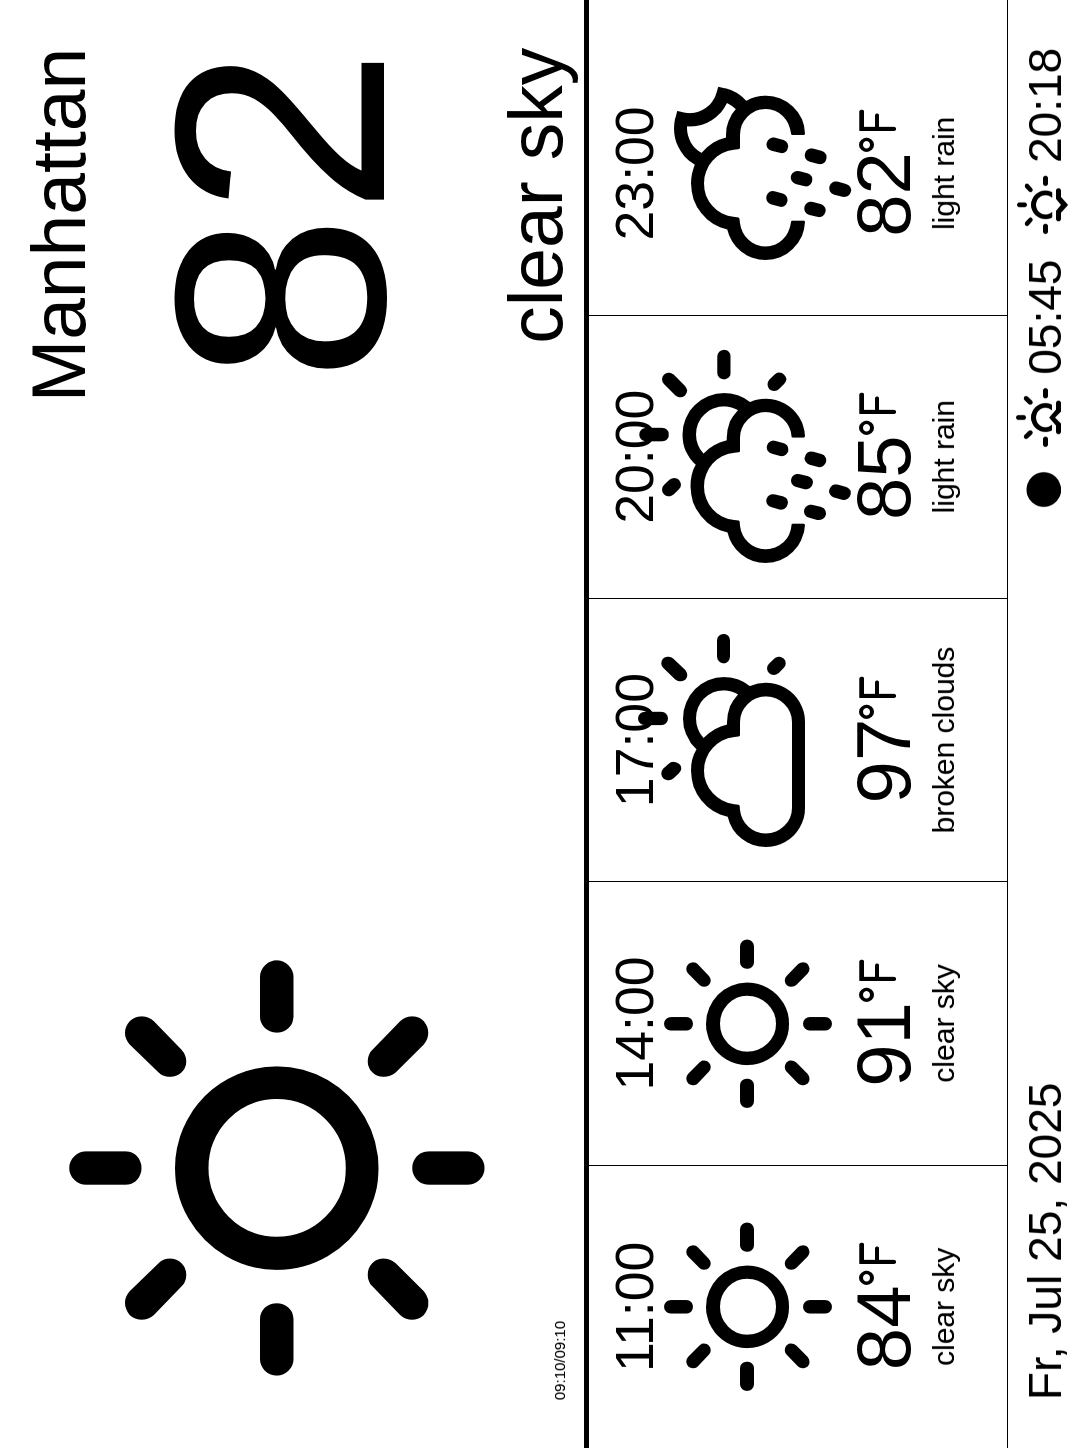 Manhattan
82
clear sky
09:10/09:10
11:00
84°F
clear sky
14:00
91°F
clear sky
17:00
97°F
broken clouds
20:00
85°F
light rain
23:00
82°F
light rain
Fr, Jul 25, 2025
05:45
20:18